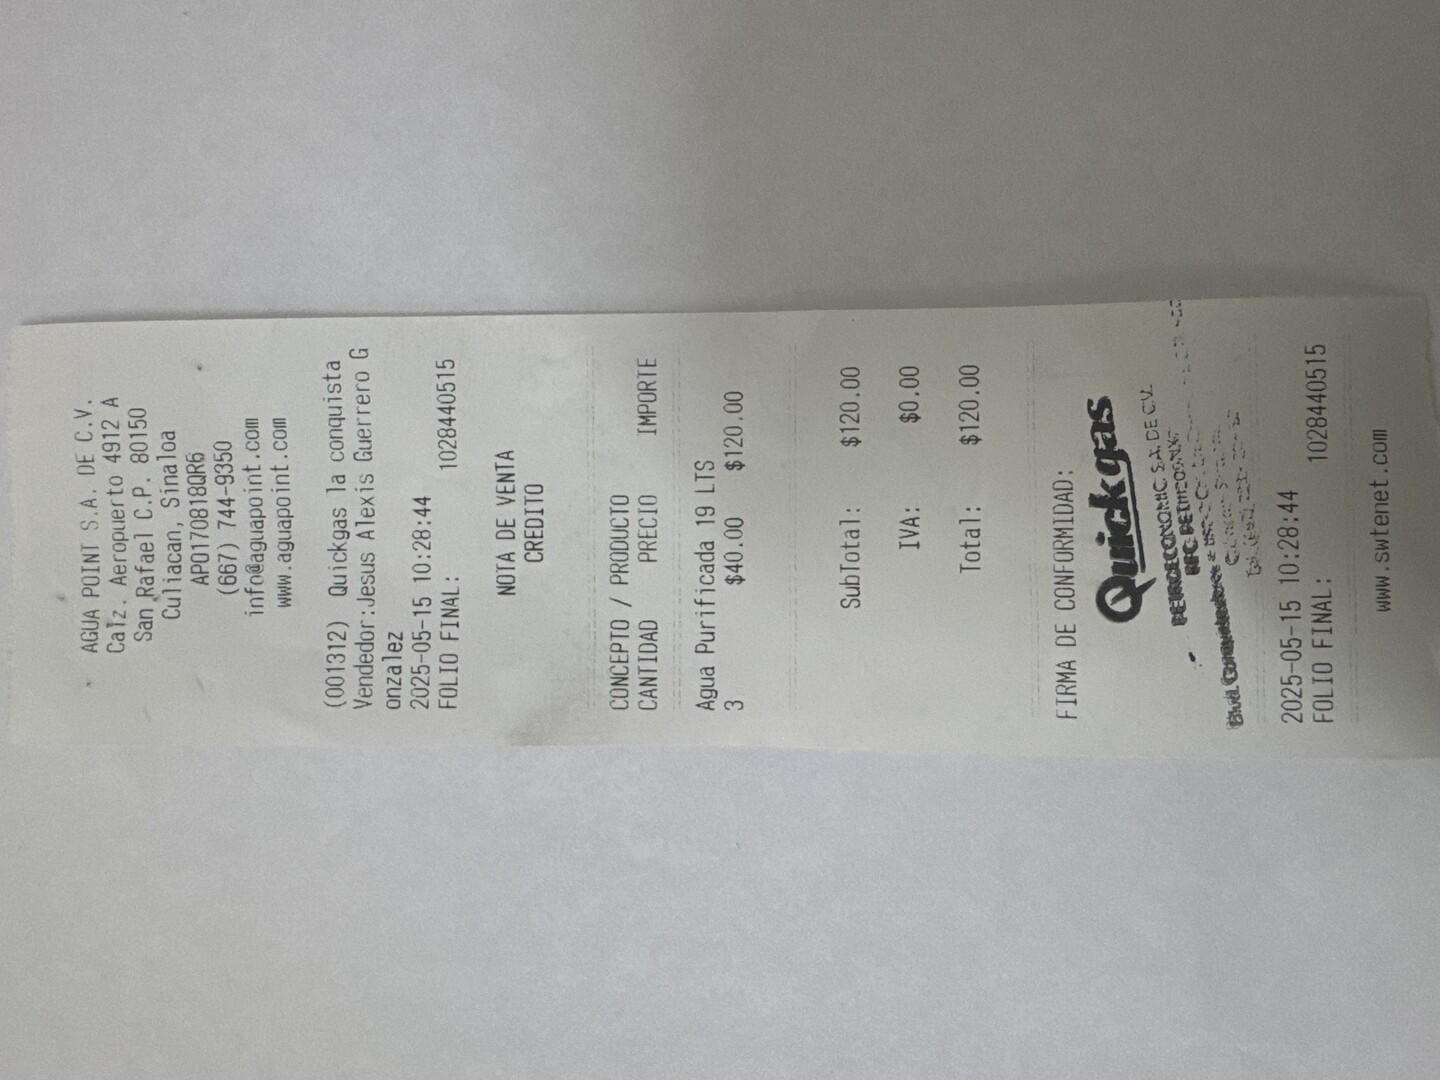 AGUA POINT S.A. DE C.V.
Calz. Aeropuerto 4912 A
San Rafael C.P. 80150
Culiacan, Sinaloa
APO170818QR6
(667) 744-9350
info@aguapoint.com
www.aguapoint.com
(001312) Quickgas la conquista
Vendedor:Jesus Alexis Guerrero G
onzalez
2025-05-15 10:28:44
FOLIO FINAL: 1028440515
NOTA DE VENTA
CREDITO
CONCEPTO / PRODUCTO
CANTIDAD PRECIO IMPORTE
Agua Purificada 19 LTS
3 $40.00 $120.00
SubTotal: $120.00
IVA: $0.00
Total: $120.00
FIRMA DE CONFORMIDAD:
Quickgas
S.A. DE C.V.
RFC
Blvd.
2025-05-15 10:28:44
FOLIO FINAL: 1028440515
www.swtenet.com